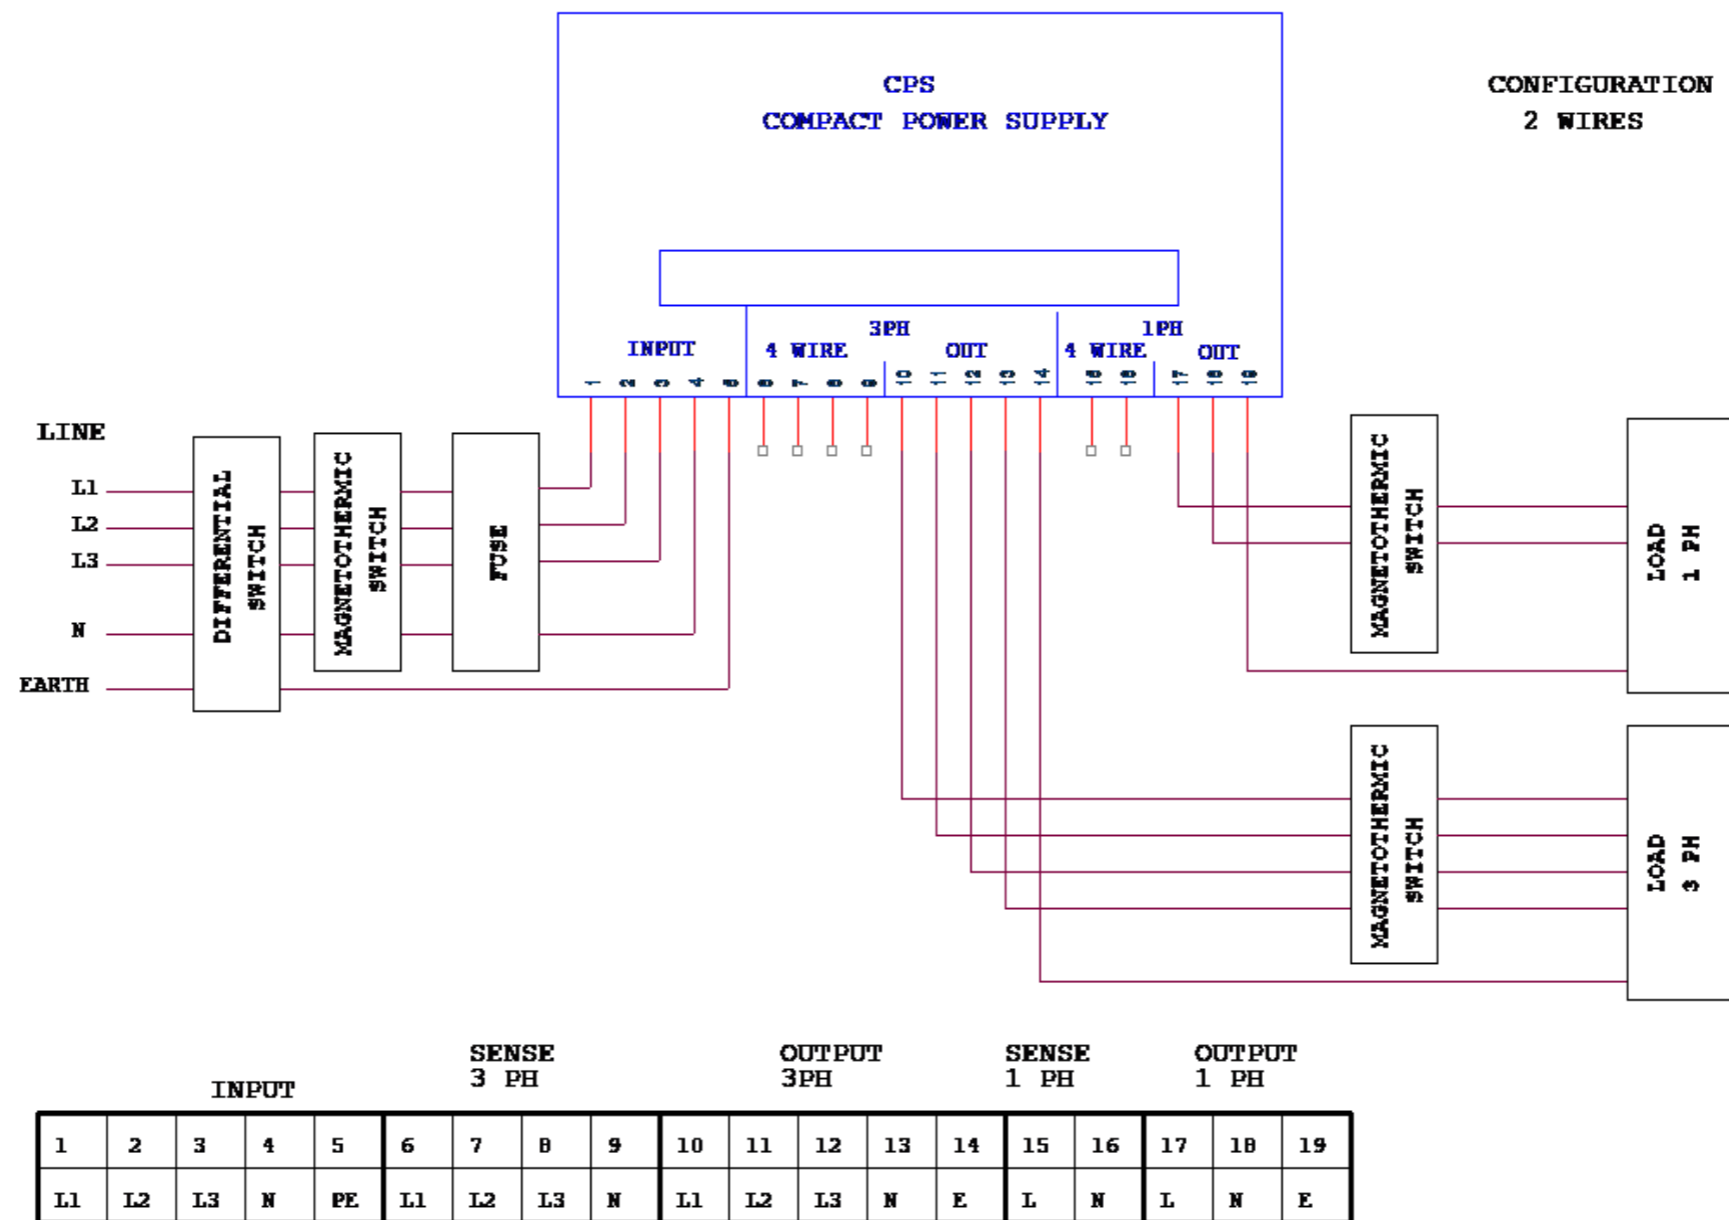 CPS
COMPACT POWER SUPPLY
CONFIGURATION
2 WIRES
3PH
1PH
INPUT
4 WIRE
OUT
4 WIRE
OUT
1 2 3 4 5 6 7 8 9 10 11 12 13 14 15 16 17 18 19
LINE
L1
L2
L3
N
EARTH
DIFFERENTIAL
SWITCH
MAGNETOTHERMIC
SWITCH
FUSE
MAGNETOTHERMIC
SWITCH
LOAD
1 PH
MAGNETOTHERMIC
SWITCH
LOAD
3 PH
INPUT
SENSE
3 PH
OUTPUT
3PH
SENSE
1 PH
OUTPUT
1 PH
1 2 3 4 5 6 7 8 9 10 11 12 13 14 15 16 17 18 19
L1 L2 L3 N PE L1 L2 L3 N L1 L2 L3 N E L N L N E